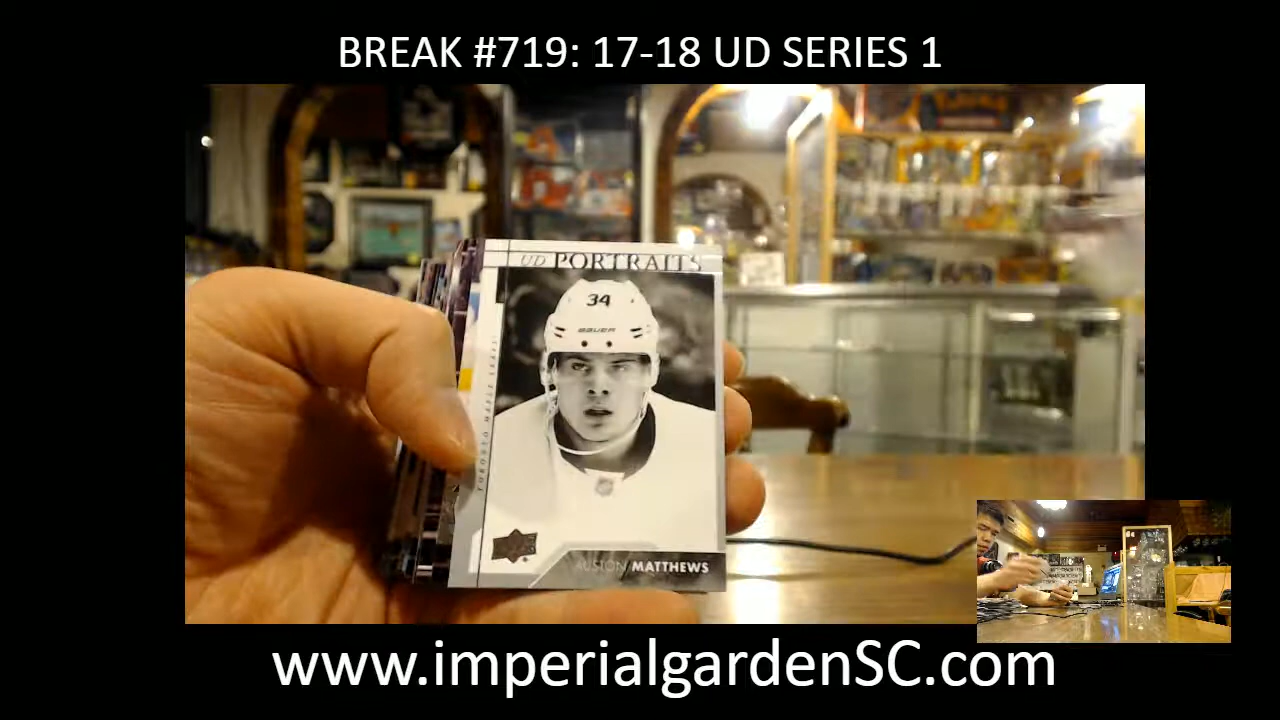 BREAK #719: 17-18 UD SERIES 1
UD PORTRAITS
34
BAUER
TORONTO MAPLE LEAFS
AUSTON MATTHEWS
www.imperialgardenSC.com